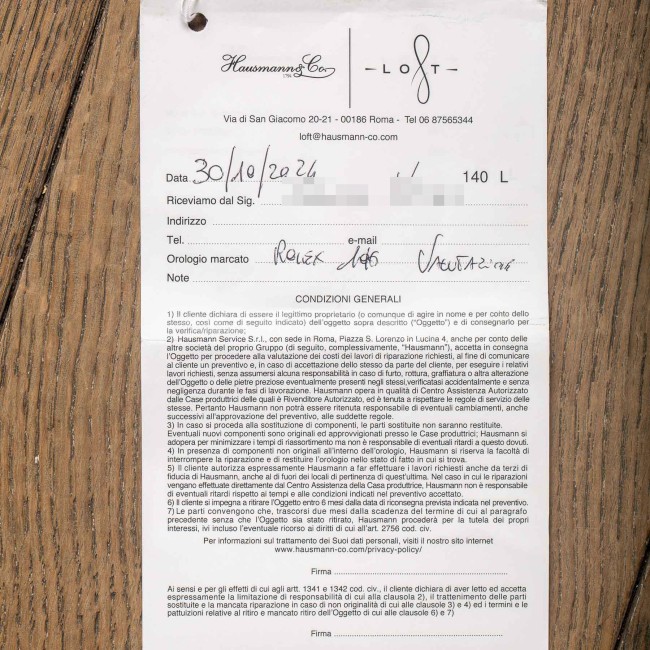 Hausmann & Co.
1794
LOFT
Via di San Giacomo 20-21 - 00186 Roma - Tel 06 87565344
loft@hausmann-co.com
Data 30/10/2024 140 L
Riceviamo dal Sig.
Indirizzo
Tel. e-mail
Orologio marcato Rolex Valutazione
Note
CONDIZIONI GENERALI
1) Il cliente dichiara di essere il legittimo proprietario (o comunque di agire in nome e per conto dello
stesso, così come di seguito indicato) dell'oggetto sopra descritto ("Oggetto") e di consegnarlo per
la verifica/riparazione;
2) Hausmann Service S.r.l., con sede in Roma, Piazza S. Lorenzo in Lucina 4, anche per conto delle
altre società del proprio Gruppo (di seguito, complessivamente, "Hausmann"), accetta in consegna
l'Oggetto per procedere alla valutazione dei costi dei lavori di riparazione richiesti, al fine di comunicare
al cliente un preventivo e, in caso di accettazione dello stesso da parte del cliente, per eseguire i relativi
lavori richiesti, senza assumersi alcuna responsabilità in caso di furto, rottura, graffiatura o altra alterazione
dell'Oggetto o delle pietre preziose eventualmente presenti negli stessi,verificatasi accidentalmente e senza
negligenza durante le fasi di lavorazione. Hausmann opera in qualità di Centro Assistenza Autorizzato
dalle Case produttrici delle quali è Rivenditore Autorizzato, ed è tenuta a rispettare le regole di servizio delle
stesse. Pertanto Hausmann non potrà essere ritenuta responsabile di eventuali cambiamenti, anche
successivi all'approvazione del preventivo, alle suddette regole.
3) In caso si proceda alla sostituzione di componenti, le parti sostituite non saranno restituite.
Eventuali nuovi componenti sono originali ed approvvigionati presso le Case produttrici; Hausmann si
adopera per minimizzare i tempi di riassortimento ma non è responsabile di eventuali ritardi a questo dovuti.
4) In presenza di componenti non originali all'interno dell'orologio, Hausmann si riserva la facoltà di
interrompere la riparazione e di restituire l'orologio nello stato di fatto in cui si trova.
5) Il cliente autorizza espressamente Hausmann a far effettuare i lavori richiesti anche da terzi di
fiducia di Hausmann, anche al di fuori dei locali di pertinenza di quest'ultima. Nel caso in cui le riparazioni
vengano effettuate direttamente dal Centro Assistenza della Casa produttrice, Hausmann non è responsabile
di eventuali ritardi rispetto ai tempi e alle condizioni indicati nel preventivo accettato.
6) Il cliente si impegna a ritirare l'Oggetto entro 6 mesi dalla data di riconsegna prevista indicata nel preventivo.
7) Le parti convengono che, trascorsi due mesi dalla scadenza del termine di cui al paragrafo
precedente senza che l'Oggetto sia stato ritirato, Hausmann procederà per la tutela dei propri
interessi, ivi incluso l'eventuale ricorso ai diritti di cui all'art. 2756 cod. civ.
Per informazioni sul trattamento dei Suoi dati personali, visiti il nostro sito internet
www.hausmann-co.com/privacy-policy/
Firma
Ai sensi e per gli effetti di cui agli artt. 1341 e 1342 cod. civ., il cliente dichiara di aver letto ed accetta
espressamente la limitazione di responsabilità di cui alla clausola 2), il trattamento delle parti
sostituite e la mancata riparazione in caso di non originalità di cui alle clausole 3) e 4) ed i termini e le
pattuizioni relative al ritiro e mancato ritiro dell'Oggetto di cui alle clausole 6) e 7)
Firma